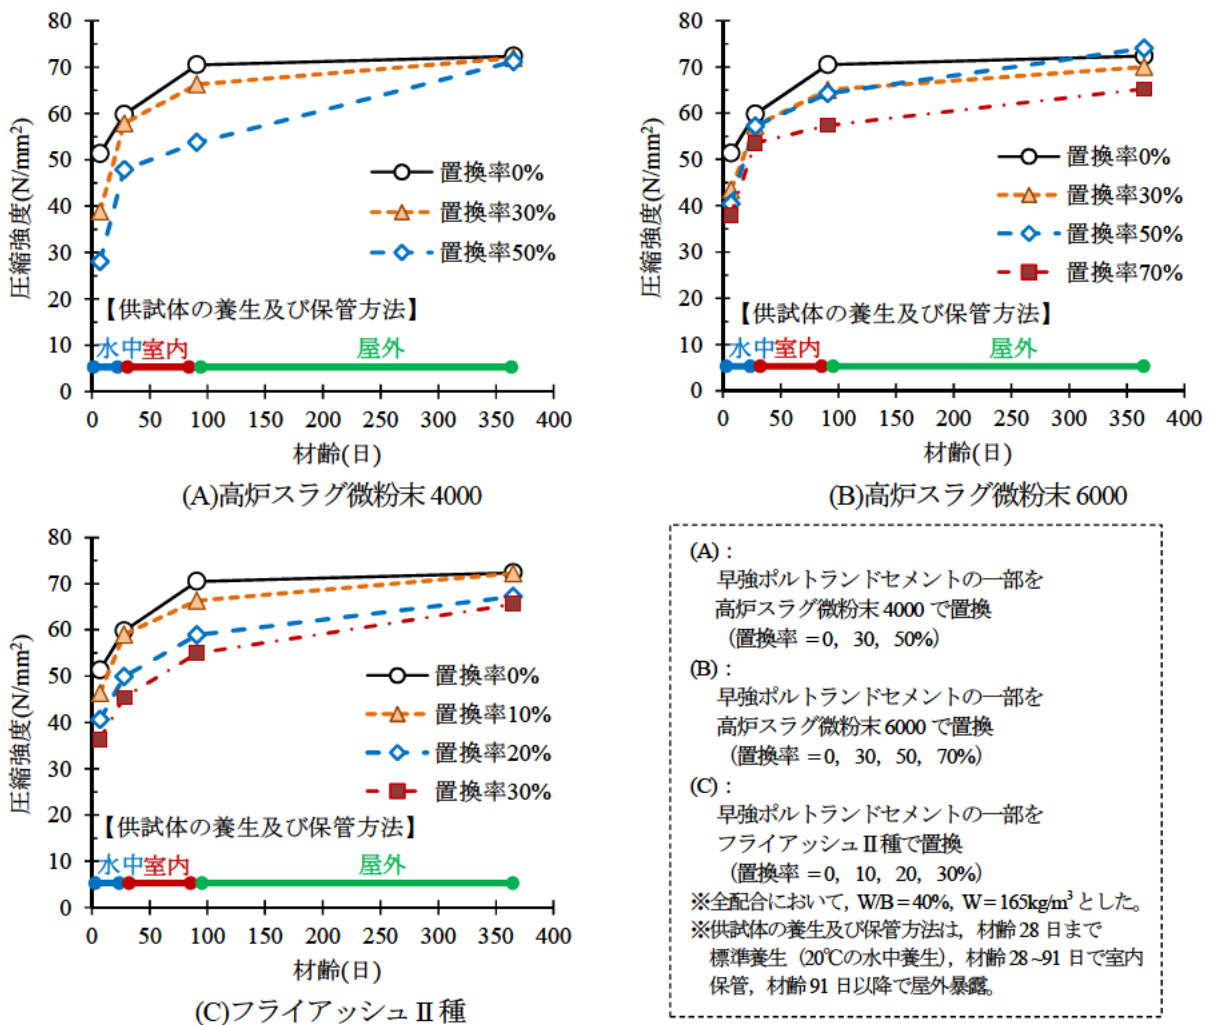 80
70
60
50
40
30
20
10
0
圧縮強度(N/mm²)
置換率0%
置換率30%
置換率50%
【供試体の養生及び保管方法】
水中 室内 屋外
0 50 100 150 200 250 300 350 400
材齢(日)
(A)高炉スラグ微粉末 4000
80
70
60
50
40
30
20
10
0
圧縮強度(N/mm²)
置換率0%
置換率30%
置換率50%
置換率70%
【供試体の養生及び保管方法】
水中 室内 屋外
0 50 100 150 200 250 300 350 400
材齢(日)
(B)高炉スラグ微粉末 6000
80
70
60
50
40
30
20
10
0
圧縮強度(N/mm²)
置換率0%
置換率10%
置換率20%
置換率30%
【供試体の養生及び保管方法】
水中 室内 屋外
0 50 100 150 200 250 300 350 400
材齢(日)
(C)フライアッシュⅡ種
(A)：
早強ポルトランドセメントの一部を
高炉スラグ微粉末 4000 で置換
（置換率 =0，30，50%）
(B)：
早強ポルトランドセメントの一部を
高炉スラグ微粉末 6000 で置換
（置換率 =0，30，50，70%）
(C)：
早強ポルトランドセメントの一部を
フライアッシュⅡ種で置換
（置換率 =0，10，20，30%）
※全配合において，W/B＝40%，W＝165kg/m³とした。
※供試体の養生及び保管方法は，材齢 28 日まで
標準養生（20℃の水中養生），材齢 28~91 日で室内
保管，材齢 91 日以降で屋外暴露。